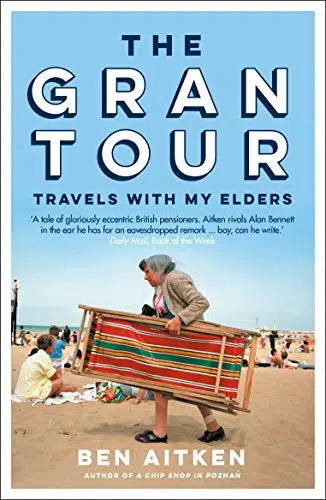 THE
GRAN
TOUR
TRAVELS WITH MY ELDERS
‘A tale of gloriously eccentric British pensioners. Aitken rivals Alan Bennett
in the ear he has for an eavesdropped remark ... boy, can he write.’
Daily Mail, Book of the Week
BEN AITKEN
AUTHOR OF A CHIP SHOP IN POZNAŃ